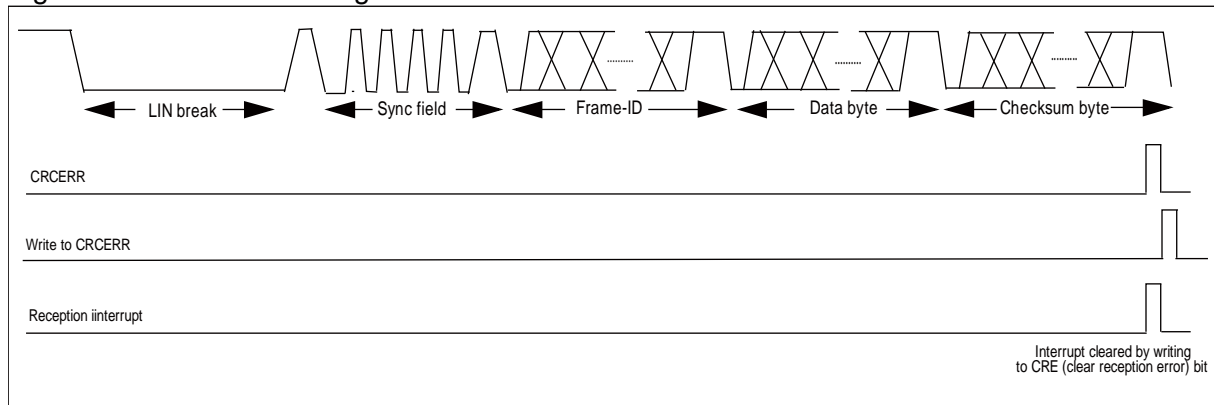 LIN break Sync field Frame-ID Data byte Checksum byte
CRCERR
Write to CRCERR
Reception iinterrupt
Interrupt cleared by writing
to CRE (clear reception error) bit